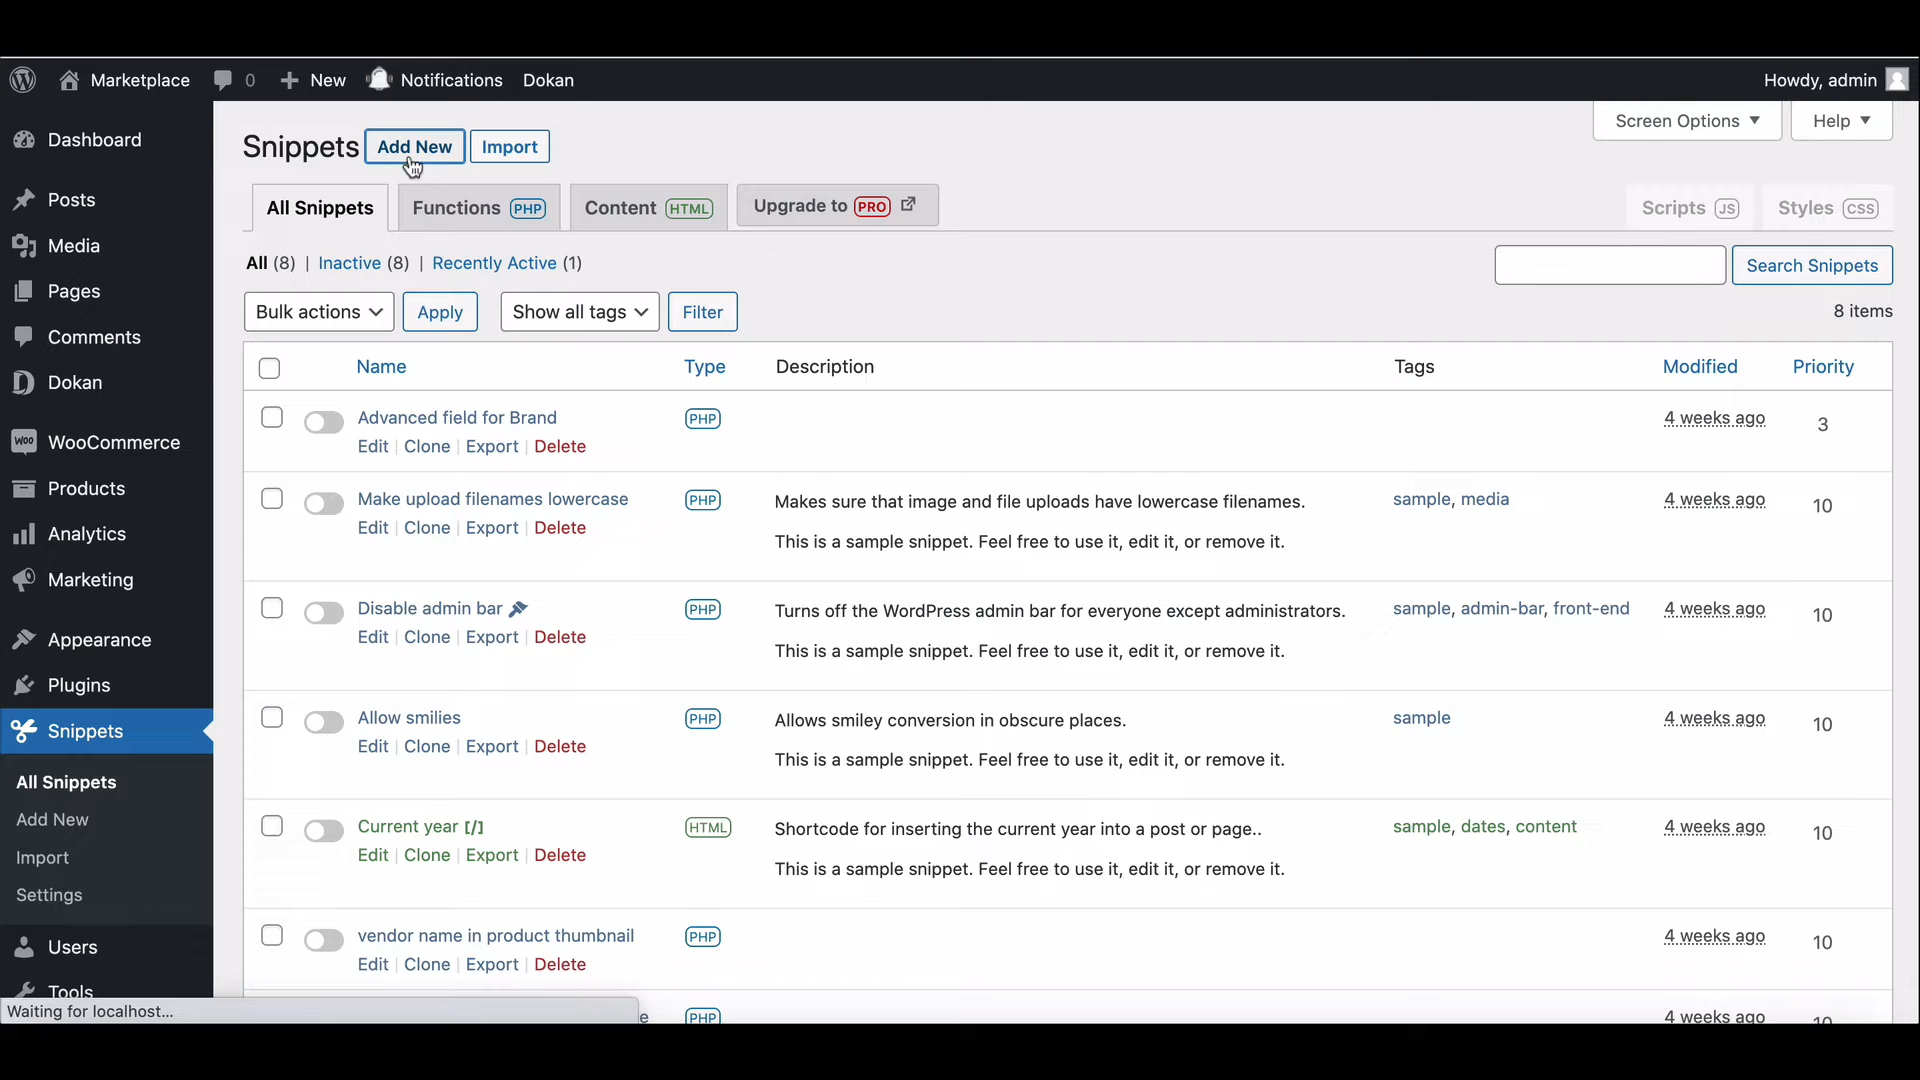 Marketplace 0 New Notifications Dokan Howdy, admin
Dashboard
Posts
Media
Pages
Comments
Dokan
WOO WooCommerce
Products
Analytics
Marketing
Appearance
Plugins
Snippets
All Snippets
Add New
Import
Settings
Users
Tools
Waiting for localhost...
Snippets Add New Import
Screen Options Help
All Snippets Functions PHP Content HTML Upgrade to PRO Scripts JS Styles CSS
All (8) | Inactive (8) | Recently Active (1)
Search Snippets
Bulk actions Apply Show all tags Filter 8 items
Name Type Description Tags Modified Priority
Advanced field for Brand PHP 4 weeks ago 3
Edit | Clone | Export | Delete
Make upload filenames lowercase PHP Makes sure that image and file uploads have lowercase filenames. sample, media 4 weeks ago 10
Edit | Clone | Export | Delete
This is a sample snippet. Feel free to use it, edit it, or remove it.
Disable admin bar PHP Turns off the WordPress admin bar for everyone except administrators. sample, admin-bar, front-end 4 weeks ago 10
Edit | Clone | Export | Delete
This is a sample snippet. Feel free to use it, edit it, or remove it.
Allow smilies PHP Allows smiley conversion in obscure places. sample 4 weeks ago 10
Edit | Clone | Export | Delete
This is a sample snippet. Feel free to use it, edit it, or remove it.
Current year [/] HTML Shortcode for inserting the current year into a post or page.. sample, dates, content 4 weeks ago 10
Edit | Clone | Export | Delete
This is a sample snippet. Feel free to use it, edit it, or remove it.
vendor name in product thumbnail PHP 4 weeks ago 10
Edit | Clone | Export | Delete
e PHP 4 weeks ago 10